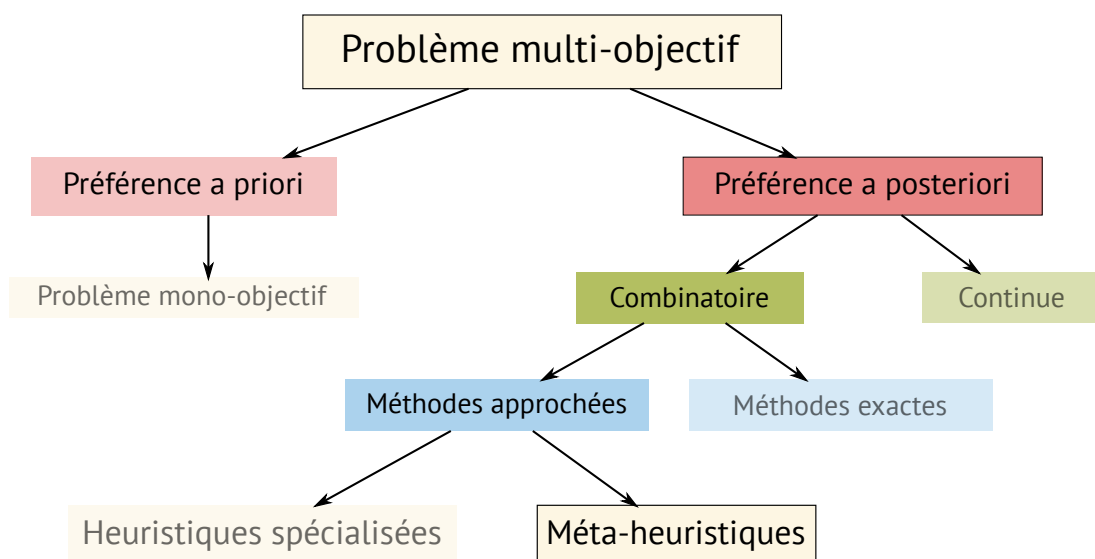 Problème multi-objectif
Préférence a priori
Préférence a posteriori
Problème mono-objectif
Combinatoire
Continue
Méthodes approchées
Méthodes exactes
Heuristiques spécialisées
Méta-heuristiques